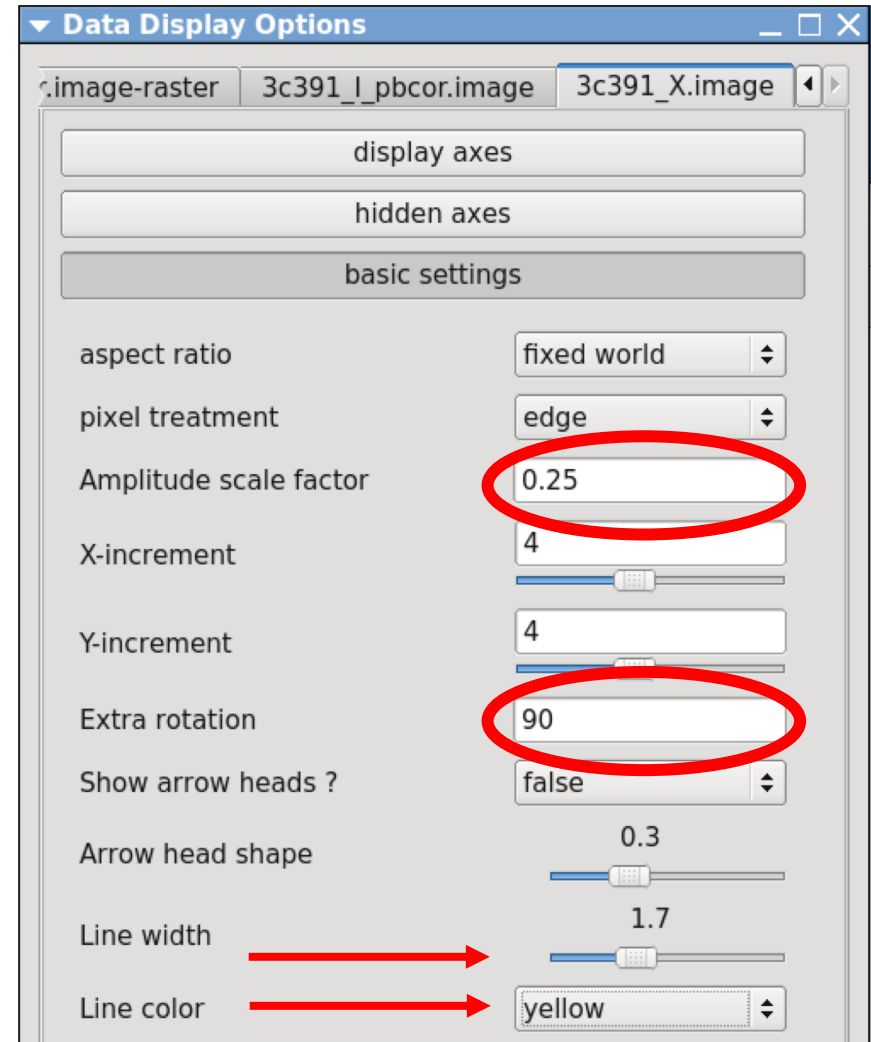 Data Display Options
r.image-raster 3c391_I_pbcor.image 3c391_X.image
display axes
hidden axes
basic settings
aspect ratio fixed world
pixel treatment edge
Amplitude scale factor 0.25
X-increment 4
Y-increment 4
Extra rotation 90
Show arrow heads ? false
Arrow head shape 0.3
Line width 1.7
Line color yellow